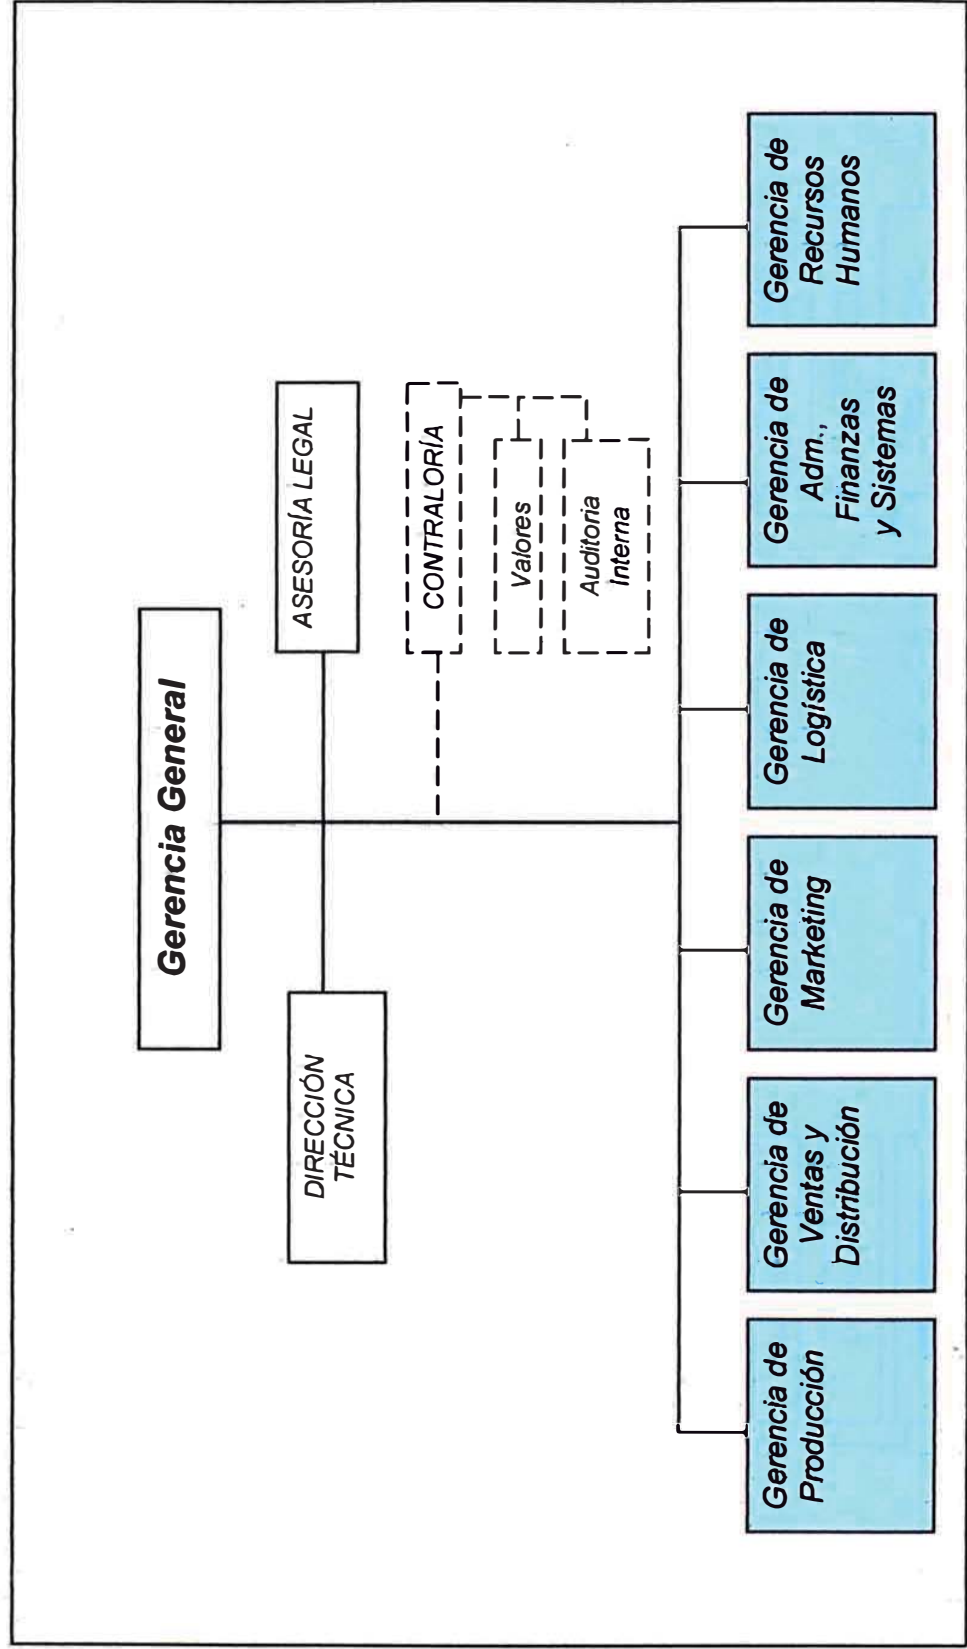 Gerencia General
DIRECCIÓN
TÉCNICA
ASESORÍA LEGAL
CONTRALORÍA
Valores
Auditoria
Interna
Gerencia de
Producción
Gerencia de
Ventas y
Distribución
Gerencia de
Marketing
Gerencia de
Logística
Gerencia de
Adm.,
Finanzas
y Sistemas
Gerencia de
Recursos
Humanos